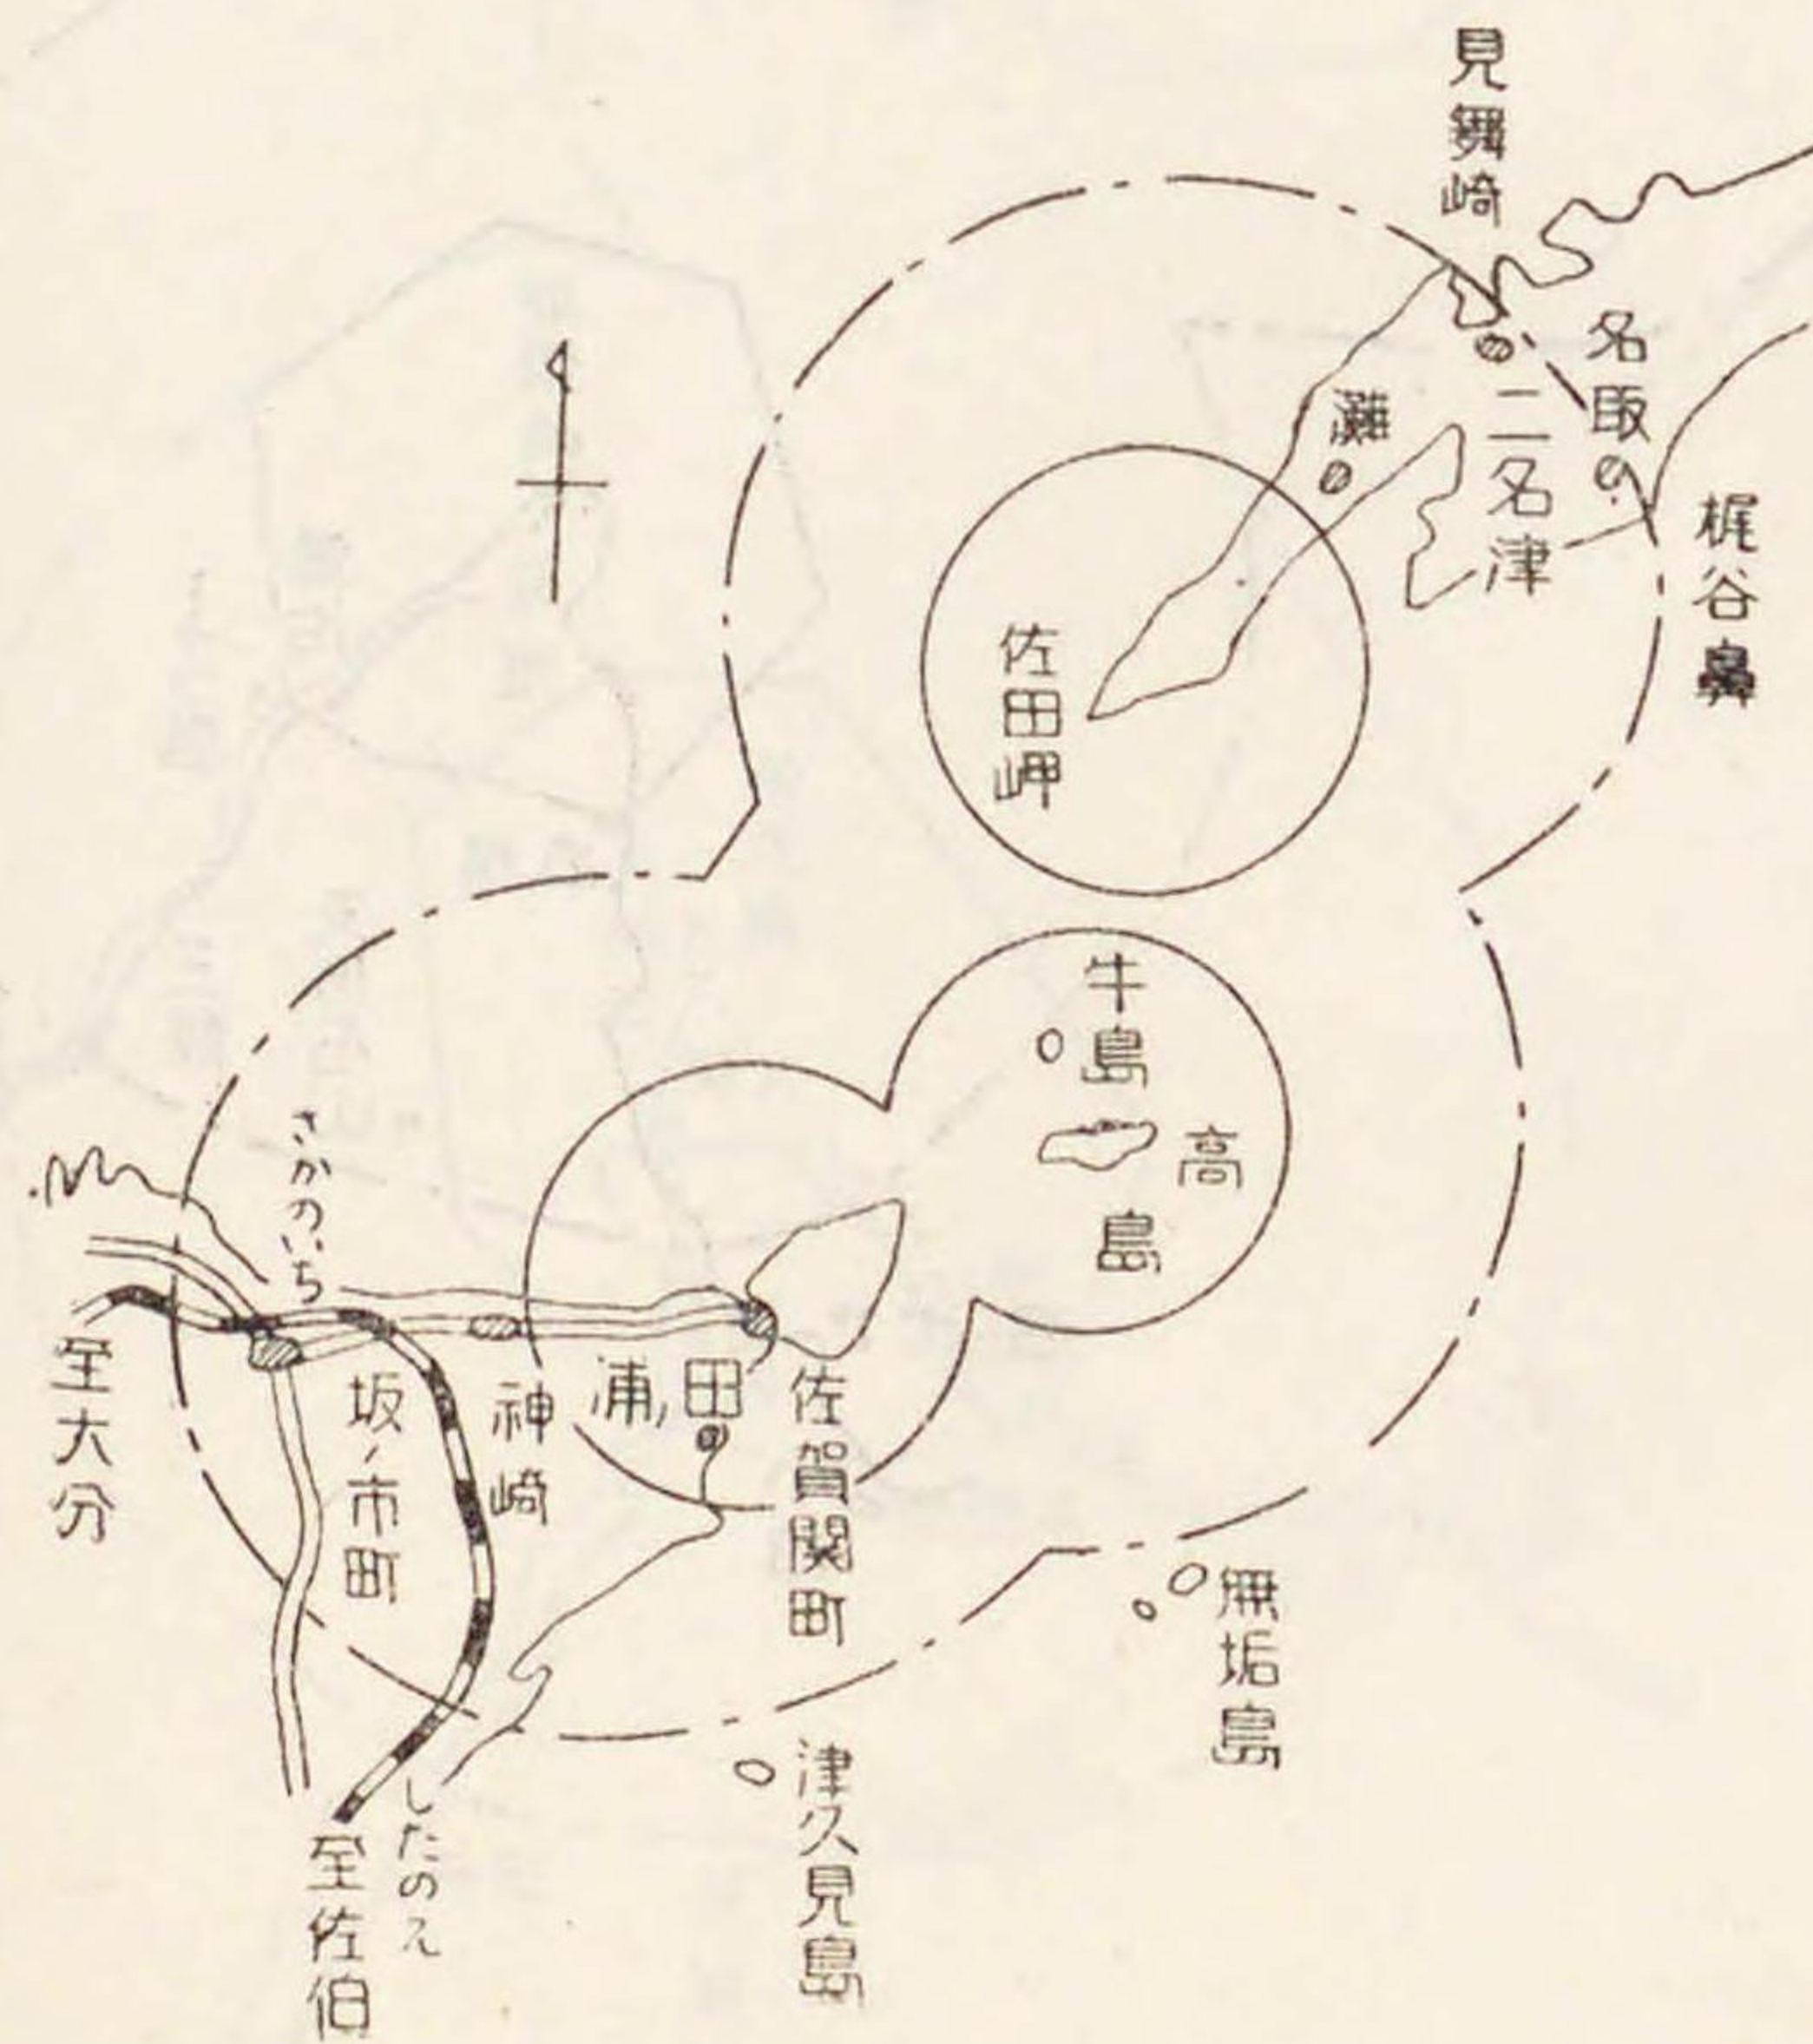 見舞崎
名取
二名津
灘
梶谷鼻
佐田岬
牛島
高島
さかのいち
至大分
坂ノ市町
神崎
田ノ浦
佐賀関町
無垢島
津久見島
したのえ
至佐伯